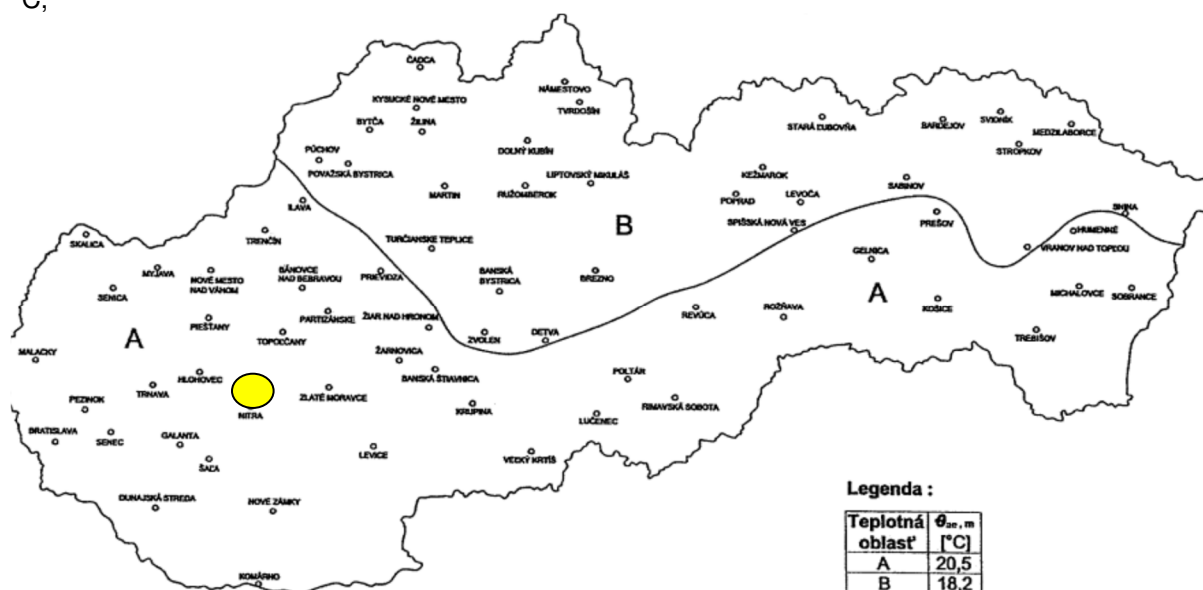 C,
ČADCA
NÁMESTOVO
TVRDOŠÍN
KYSUCKÉ NOVÉ MESTO
BYTČA
ŽILINA
STARÁ ĽUBOVŇA
BARDEJOV
SVIDNÍK
MEDZILABORCE
STROPKOV
DOLNÝ KUBÍN
PÚCHOV
POVAŽSKÁ BYSTRICA
MARTIN
RUŽOMBEROK
LIPTOVSKÝ MIKULÁŠ
KEŽMAROK
POPRAD
LEVOČA
SABINOV
ILAVA
SPIŠSKÁ NOVÁ VES
PREŠOV
SNINA
HUMENNÉ
VRANOV NAD TOPĽOU
B
SKALICA
TRENČÍN
TURČIANSKE TEPLICE
GELNICA
MYJAVA
NOVÉ MESTO
NAD VÁHOM
BÁNOVCE
NAD BEBRAVOU
PRIEVIDZA
BANSKÁ
BYSTRICA
BREZNO
SENICA
A
MICHALOVCE
SOBRANCE
KOŠICE
ROŽŇAVA
REVÚCA
PIEŠŤANY
PARTIZÁNSKE
ŽIAR NAD HRONOM
TOPOĽČANY
ZVOLEN
DETVA
TREBIŠOV
A
MALACKY
ŽARNOVICA
BANSKÁ ŠTIAVNICA
HLOHOVEC
TRNAVA
ZLATÉ MORAVCE
POLTÁR
PEZINOK
NITRA
KRUPINA
RIMAVSKÁ SOBOTA
LUČENEC
BRATISLAVA
SENEC
GALANTA
ŠAĽA
LEVICE
VEĽKÝ KRTÍŠ
DUNAJSKÁ STREDA
NOVÉ ZÁMKY
KOMÁRNO
Legenda :
Teplotná θae,m
oblasť [°C]
A 20,5
B 18,2